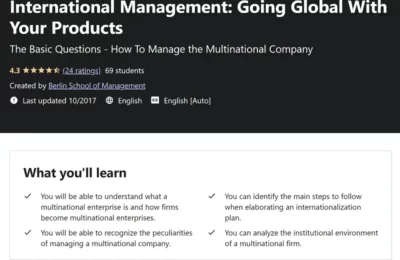 International Management: Going Global With
Your Products
The Basic Questions - How To Manage the Multinational Company
4.3 (24 ratings) 69 students
Created by Berlin School of Management
Last updated 10/2017 English English [Auto]
What you'll learn
You will be able to understand what a
multinational enterprise is and how firms
become multinational enterprises.
You will be able to recognize the peculiarities
of managing a multinational company.
You can identify the main steps to follow
when elaborating an internationalization
plan.
You can analyze the institutional environment
of a multinational firm.